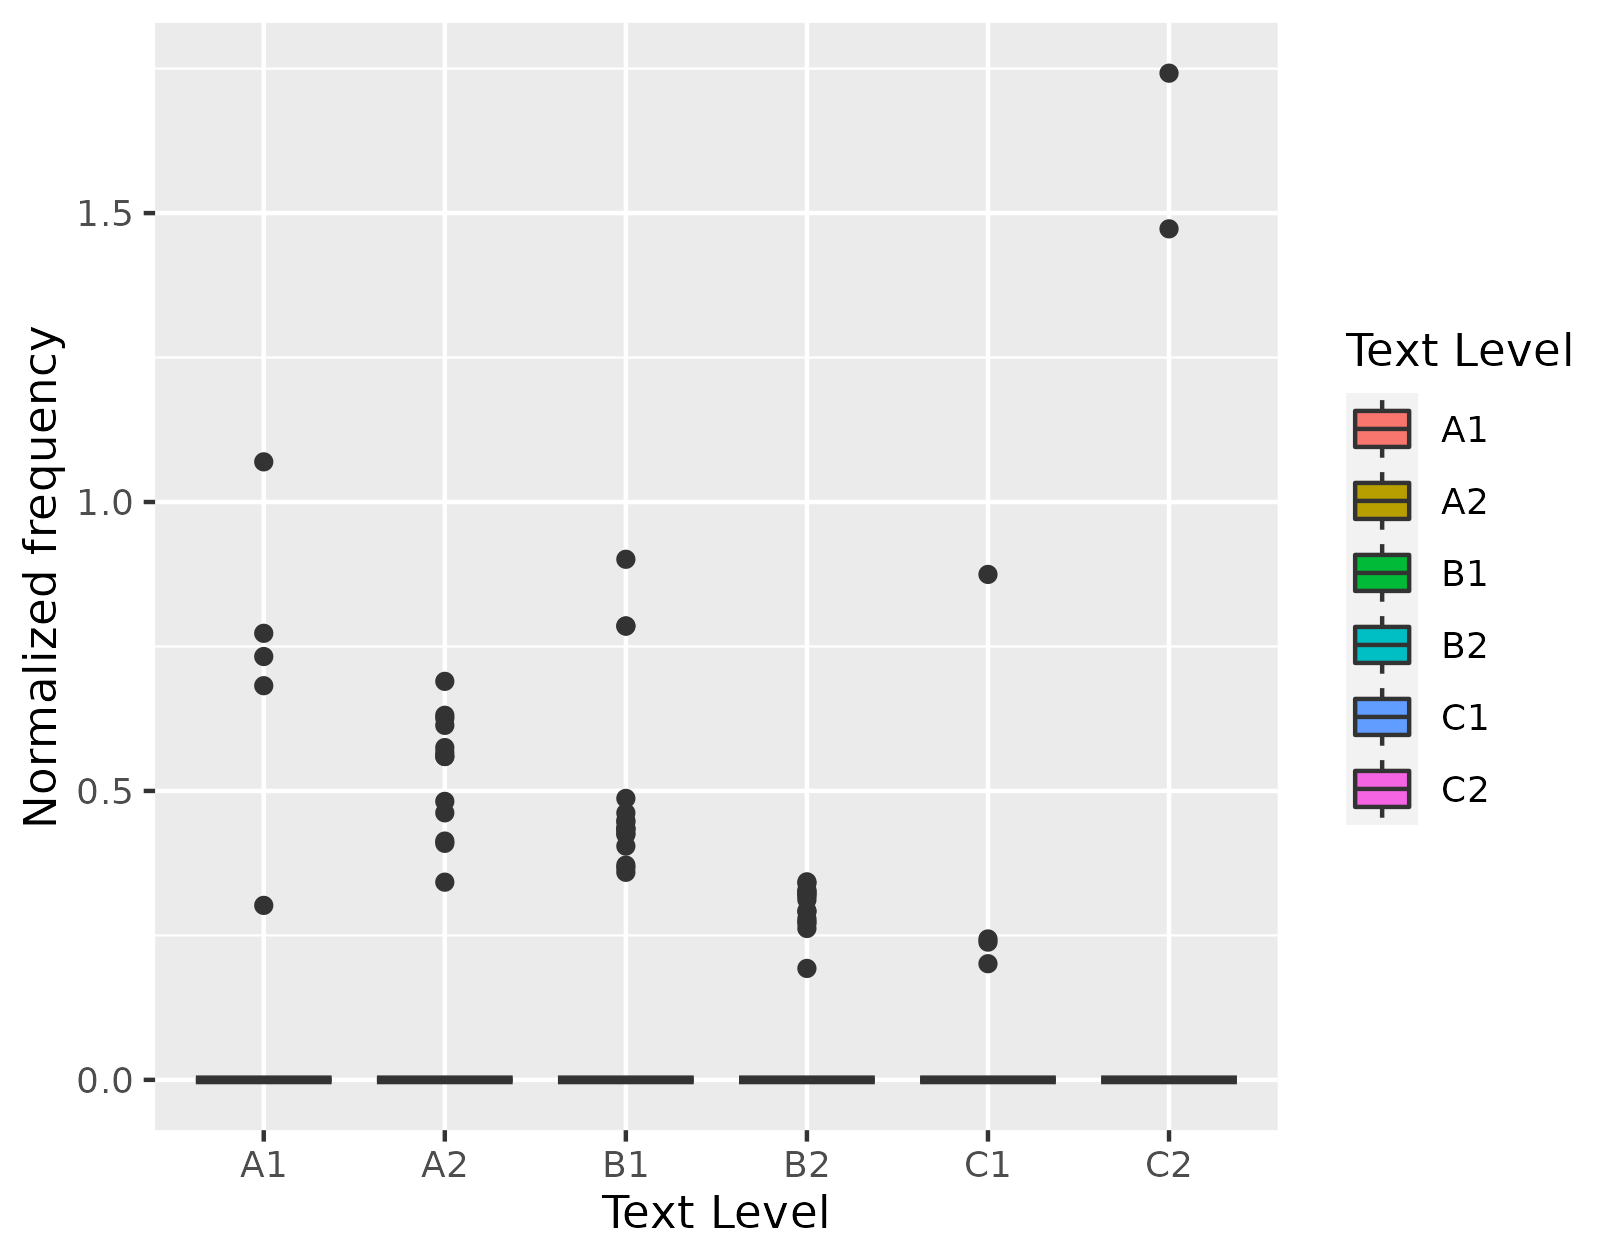 Normalized frequency
1.5
1.0
0.5
0.0
A1 A2 B1 B2 C1 C2
Text Level
Text Level
A1
A2
B1
B2
C1
C2